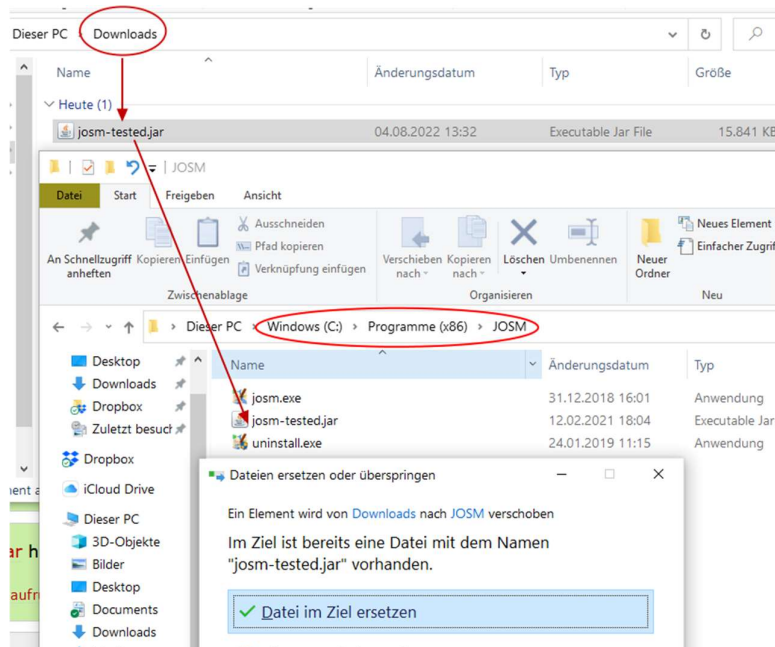 Dieser PC › Downloads
Name Änderungsdatum Typ Größe
Heute (1)
josm-tested.jar 04.08.2022 13:32 Executable Jar File 15.841 KB
JOSM
Datei Start Freigeben Ansicht
An Schnellzugriff anheften
Kopieren
Einfügen
Ausschneiden
Pfad kopieren
Verknüpfung einfügen
Verschieben nach
Kopieren nach
Löschen
Umbenennen
Neuer Ordner
Neues Element
Einfacher Zugrif
Zwischenablage Organisieren Neu
Dieser PC › Windows (C:) › Programme (x86) › JOSM
Desktop
Downloads
Dropbox
Zuletzt besuch
Dropbox
iCloud Drive
Dieser PC
3D-Objekte
Bilder
Desktop
Documents
Downloads
Name Änderungsdatum Typ
josm.exe 31.12.2018 16:01 Anwendung
josm-tested.jar 12.02.2021 18:04 Executable Jar
uninstall.exe 24.01.2019 11:15 Anwendung
Dateien ersetzen oder überspringen
Ein Element wird von Downloads nach JOSM verschoben
Im Ziel ist bereits eine Datei mit dem Namen
"josm-tested.jar" vorhanden.
Datei im Ziel ersetzen